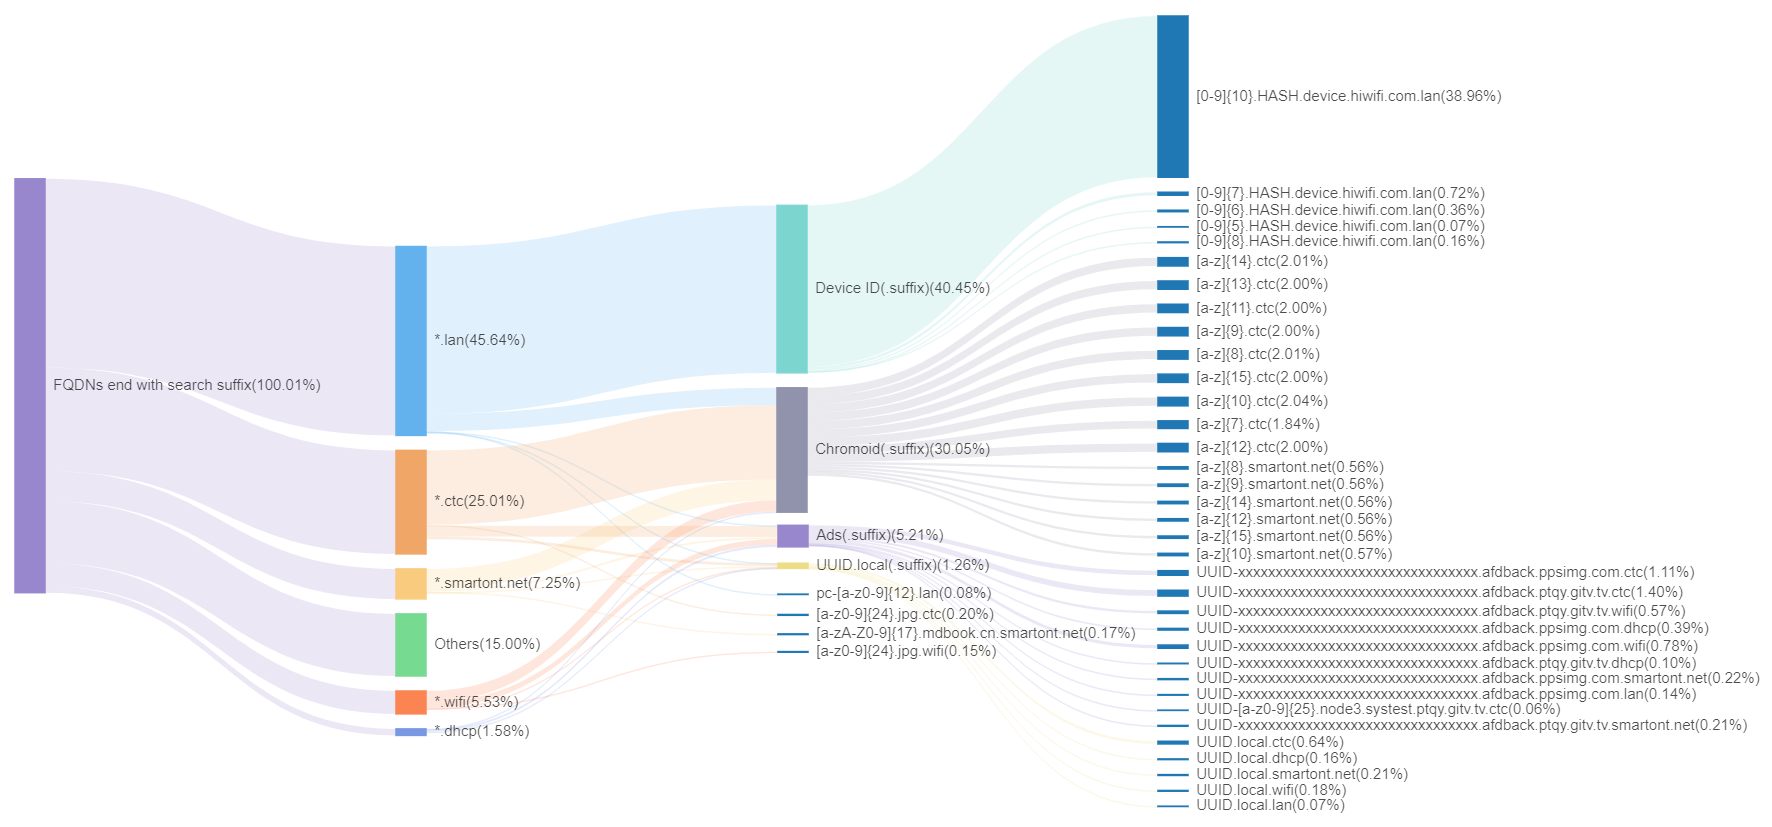 FQDNs end with search suffix(100.01%)
*.lan(45.64%)
*.ctc(25.01%)
*.smartont.net(7.25%)
Others(15.00%)
*.wifi(5.53%)
*.dhcp(1.58%)
Device ID(.suffix)(40.45%)
Chromoid(.suffix)(30.05%)
Ads(.suffix)(5.21%)
UUID.local(.suffix)(1.26%)
pc-[a-z0-9]{12}.lan(0.08%)
[a-z0-9]{24}.jpg.ctc(0.20%)
[a-zA-Z0-9]{17}.mdbook.cn.smartont.net(0.17%)
[a-z0-9]{24}.jpg.wifi(0.15%)
[0-9]{10}.HASH.device.hiwifi.com.lan(38.96%)
[0-9]{7}.HASH.device.hiwifi.com.lan(0.72%)
[0-9]{6}.HASH.device.hiwifi.com.lan(0.36%)
[0-9]{5}.HASH.device.hiwifi.com.lan(0.07%)
[0-9]{8}.HASH.device.hiwifi.com.lan(0.16%)
[a-z]{14}.ctc(2.01%)
[a-z]{13}.ctc(2.00%)
[a-z]{11}.ctc(2.00%)
[a-z]{9}.ctc(2.00%)
[a-z]{8}.ctc(2.01%)
[a-z]{15}.ctc(2.00%)
[a-z]{10}.ctc(2.04%)
[a-z]{7}.ctc(1.84%)
[a-z]{12}.ctc(2.00%)
[a-z]{8}.smartont.net(0.56%)
[a-z]{9}.smartont.net(0.56%)
[a-z]{14}.smartont.net(0.56%)
[a-z]{12}.smartont.net(0.56%)
[a-z]{15}.smartont.net(0.56%)
[a-z]{10}.smartont.net(0.57%)
UUID-xxxxxxxxxxxxxxxxxxxxxxxxxxxxxxxx.afdback.ppsimg.com.ctc(1.11%)
UUID-xxxxxxxxxxxxxxxxxxxxxxxxxxxxxxxx.afdback.ptqy.gitv.tv.ctc(1.40%)
UUID-xxxxxxxxxxxxxxxxxxxxxxxxxxxxxxxx.afdback.ptqy.gitv.tv.wifi(0.57%)
UUID-xxxxxxxxxxxxxxxxxxxxxxxxxxxxxxxx.afdback.ppsimg.com.dhcp(0.39%)
UUID-xxxxxxxxxxxxxxxxxxxxxxxxxxxxxxxx.afdback.ppsimg.com.wifi(0.78%)
UUID-xxxxxxxxxxxxxxxxxxxxxxxxxxxxxxxx.afdback.ptqy.gitv.tv.dhcp(0.10%)
UUID-xxxxxxxxxxxxxxxxxxxxxxxxxxxxxxxx.afdback.ppsimg.com.smartont.net(0.22%)
UUID-xxxxxxxxxxxxxxxxxxxxxxxxxxxxxxxx.afdback.ppsimg.com.lan(0.14%)
UUID-[a-z0-9]{25}.node3.systest.ptqy.gitv.tv.ctc(0.06%)
UUID-xxxxxxxxxxxxxxxxxxxxxxxxxxxxxxxx.afdback.ptqy.gitv.tv.smartont.net(0.21%)
UUID.local.ctc(0.64%)
UUID.local.dhcp(0.16%)
UUID.local.smartont.net(0.21%)
UUID.local.wifi(0.18%)
UUID.local.lan(0.07%)